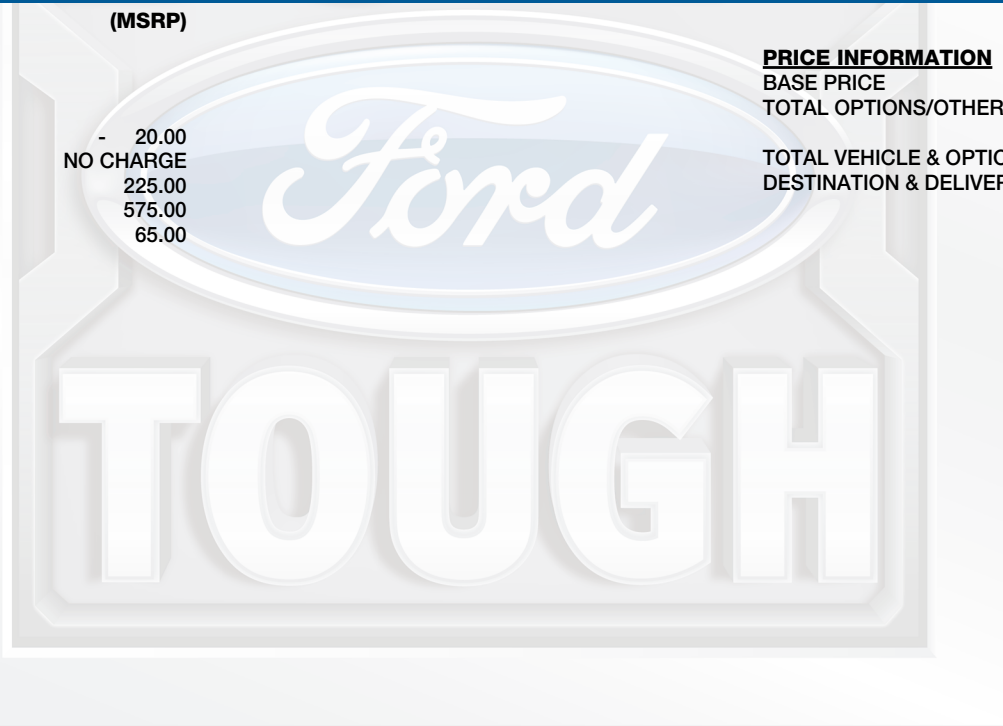 (MSRP)
- 20.00
NO CHARGE
225.00
575.00
65.00
PRICE INFORMATION
BASE PRICE
TOTAL OPTIONS/OTHER
TOTAL VEHICLE & OPTIO
DESTINATION & DELIVER
Ford
TOUGH